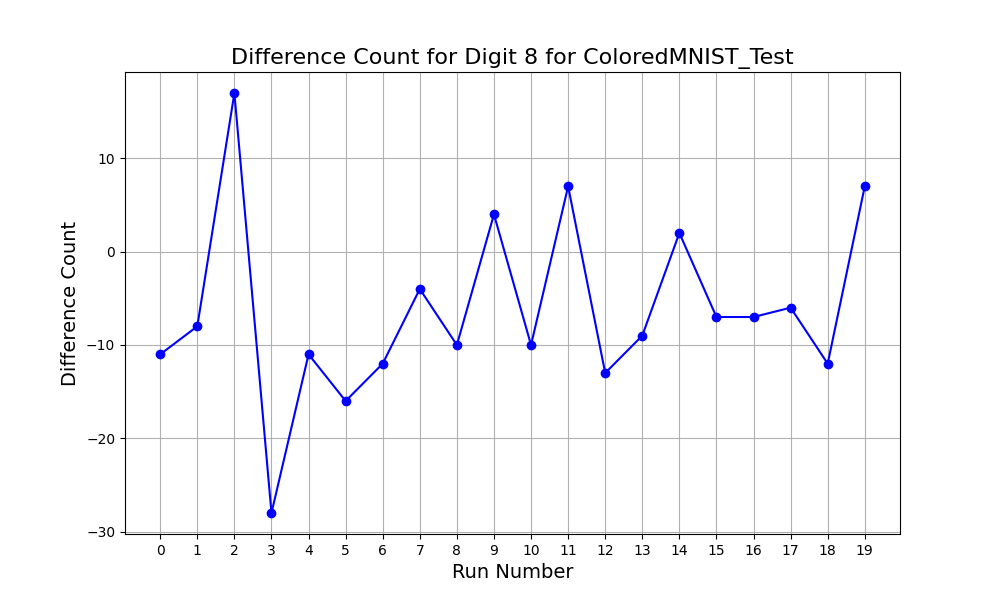 Difference Count for Digit 8 for ColoredMNIST_Test
Difference Count
10
0
−10
−20
−30
0 1 2 3 4 5 6 7 8 9 10 11 12 13 14 15 16 17 18 19
Run Number